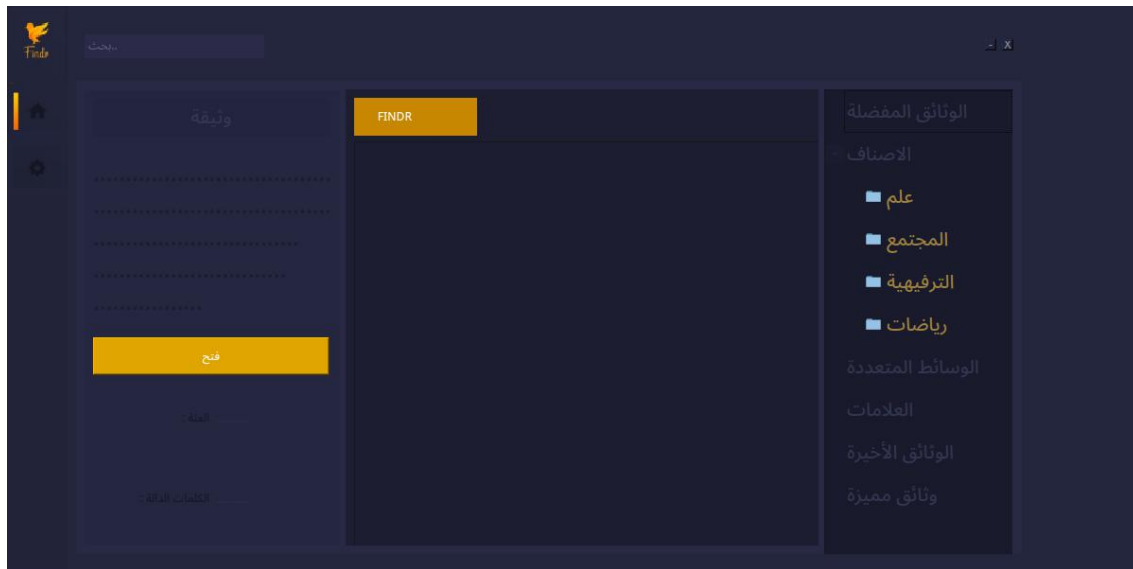 Findr
بحث..
- X
وثيقة
FINDR
فتح
الفئة :
الكلمات الدالة :
الوثائق المفضلة
الاصناف
علم
المجتمع
الترفيهية
رياضات
الوسائط المتعددة
العلامات
الوثائق الأخيرة
وثائق مميزة